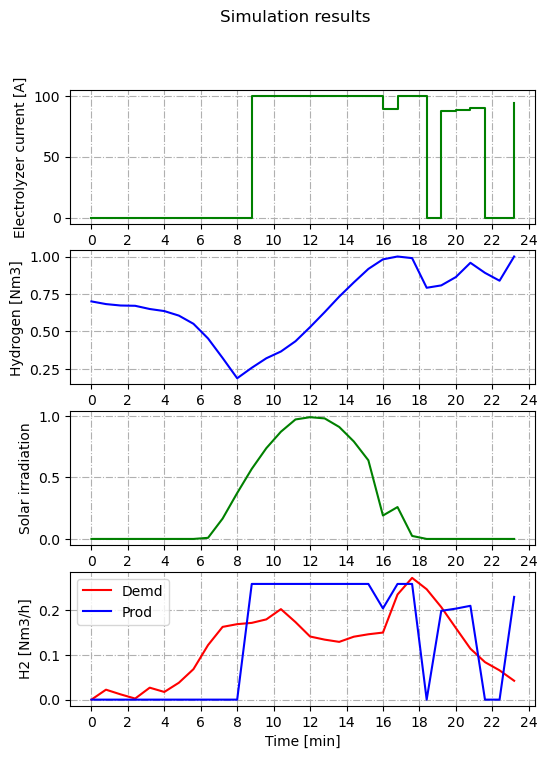 Simulation results
Electrolyzer current [A]
100
50
0
0 2 4 6 8 10 12 14 16 18 20 22 24
Hydrogen [Nm3]
1.00
0.75
0.50
0.25
0 2 4 6 8 10 12 14 16 18 20 22 24
Solar irradiation
1.0
0.5
0.0
0 2 4 6 8 10 12 14 16 18 20 22 24
H2 [Nm3/h]
Demd
Prod
0.2
0.1
0.0
0 2 4 6 8 10 12 14 16 18 20 22 24
Time [min]